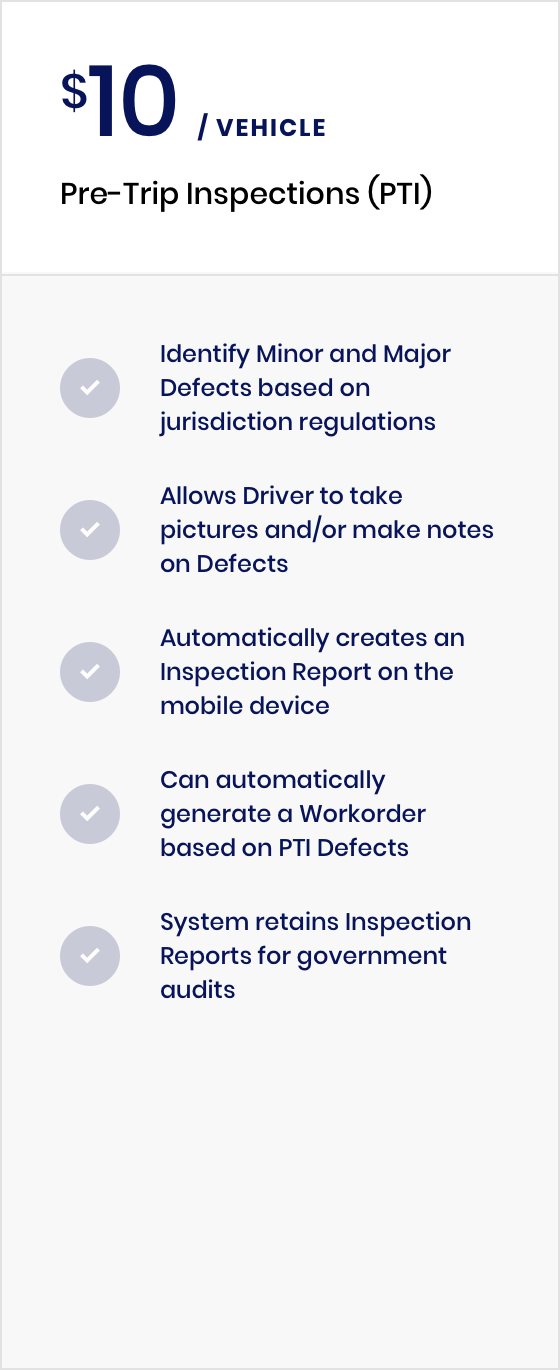 $10 / VEHICLE
Pre-Trip Inspections (PTI)
Identify Minor and Major
Defects based on
jurisdiction regulations
Allows Driver to take
pictures and/or make notes
on Defects
Automatically creates an
Inspection Report on the
mobile device
Can automatically
generate a Workorder
based on PTI Defects
System retains Inspection
Reports for government
audits